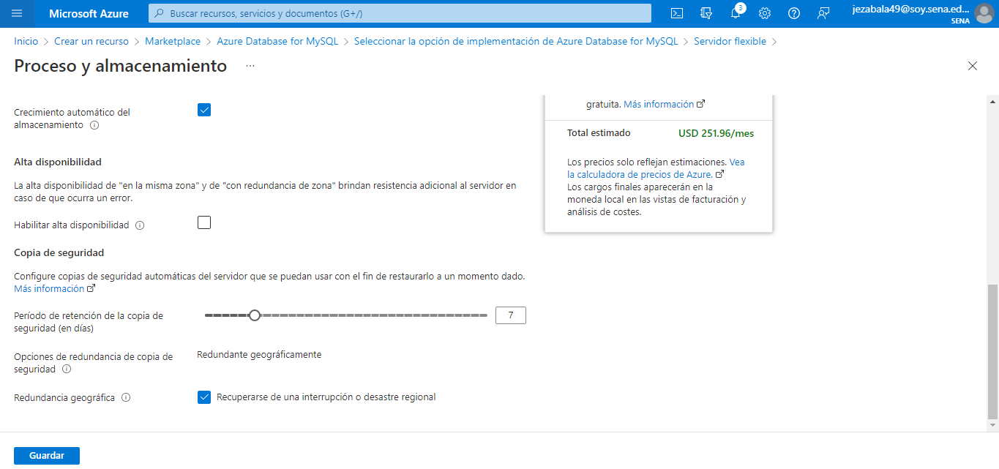 Microsoft Azure
Buscar recursos, servicios y documentos (G+/)
3
jezabala49@soy.sena.ed...
SENA
Inicio > Crear un recurso > Marketplace > Azure Database for MySQL > Seleccionar la opción de implementación de Azure Database for MySQL > Servidor flexible >
Proceso y almacenamiento ...
Crecimiento automático del
almacenamiento
Alta disponibilidad
La alta disponibilidad de "en la misma zona" y de "con redundancia de zona" brindan resistencia adicional al servidor en
caso de que ocurra un error.
Habilitar alta disponibilidad
Copia de seguridad
Configure copias de seguridad automáticas del servidor que se puedan usar con el fin de restaurarlo a un momento dado.
Más información
Período de retención de la copia de
seguridad (en días)
7
Opciones de redundancia de copia de
seguridad
Redundante geográficamente
Redundancia geográfica
Recuperarse de una interrupción o desastre regional
gratuita. Más información
Total estimado USD 251.96/mes
Los precios solo reflejan estimaciones. Vea
la calculadora de precios de Azure.
Los cargos finales aparecerán en la
moneda local en las vistas de facturación y
análisis de costes.
Guardar